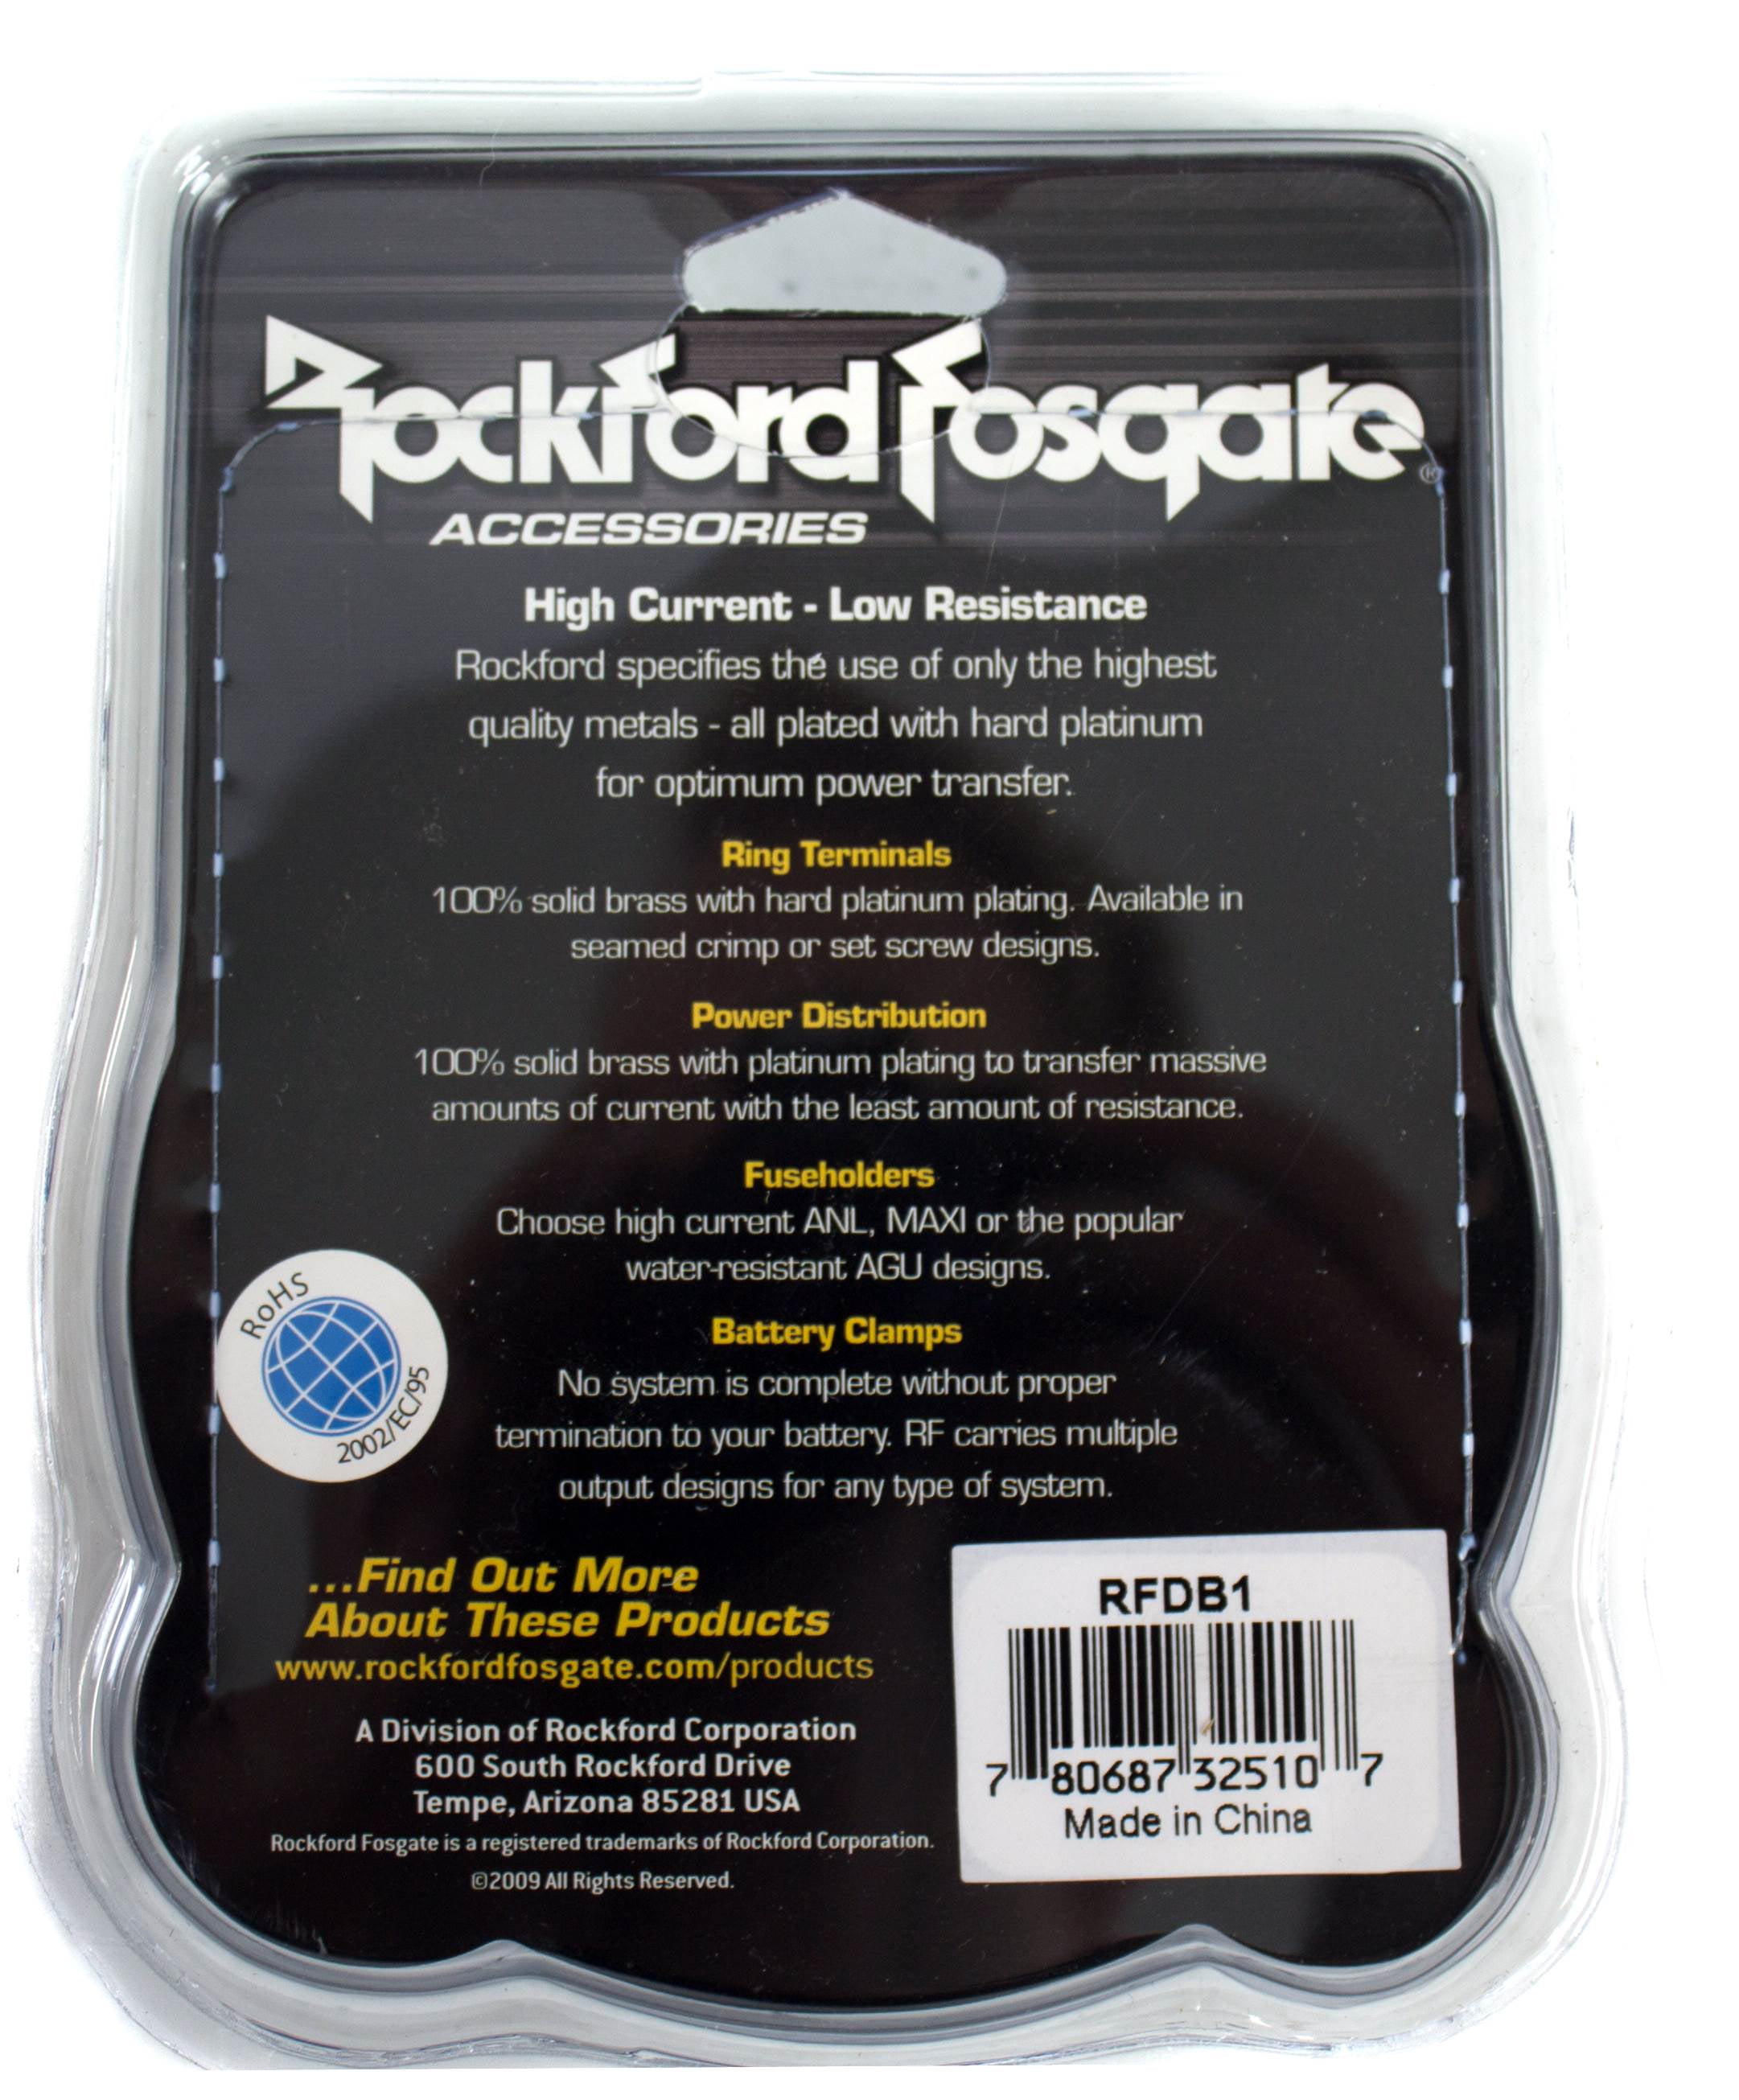 Rockford Fosgate®
ACCESSORIES
High Current - Low Resistance
Rockford specifies the use of only the highest
quality metals - all plated with hard platinum
for optimum power transfer.
Ring Terminals
100% solid brass with hard platinum plating. Available in
seamed crimp or set screw designs.
Power Distribution
100% solid brass with platinum plating to transfer massive
amounts of current with the least amount of resistance.
Fuseholders
Choose high current ANL, MAXI or the popular
water-resistant AGU designs.
Battery Clamps
No system is complete without proper
termination to your battery. RF carries multiple
output designs for any type of system.
RoHS
2002/EC/95
...Find Out More
About These Products
www.rockfordfosgate.com/products
A Division of Rockford Corporation
600 South Rockford Drive
Tempe, Arizona 85281 USA
Rockford Fosgate is a registered trademarks of Rockford Corporation.
©2009 All Rights Reserved.
RFDB1
7 80687 32510 7
Made in China